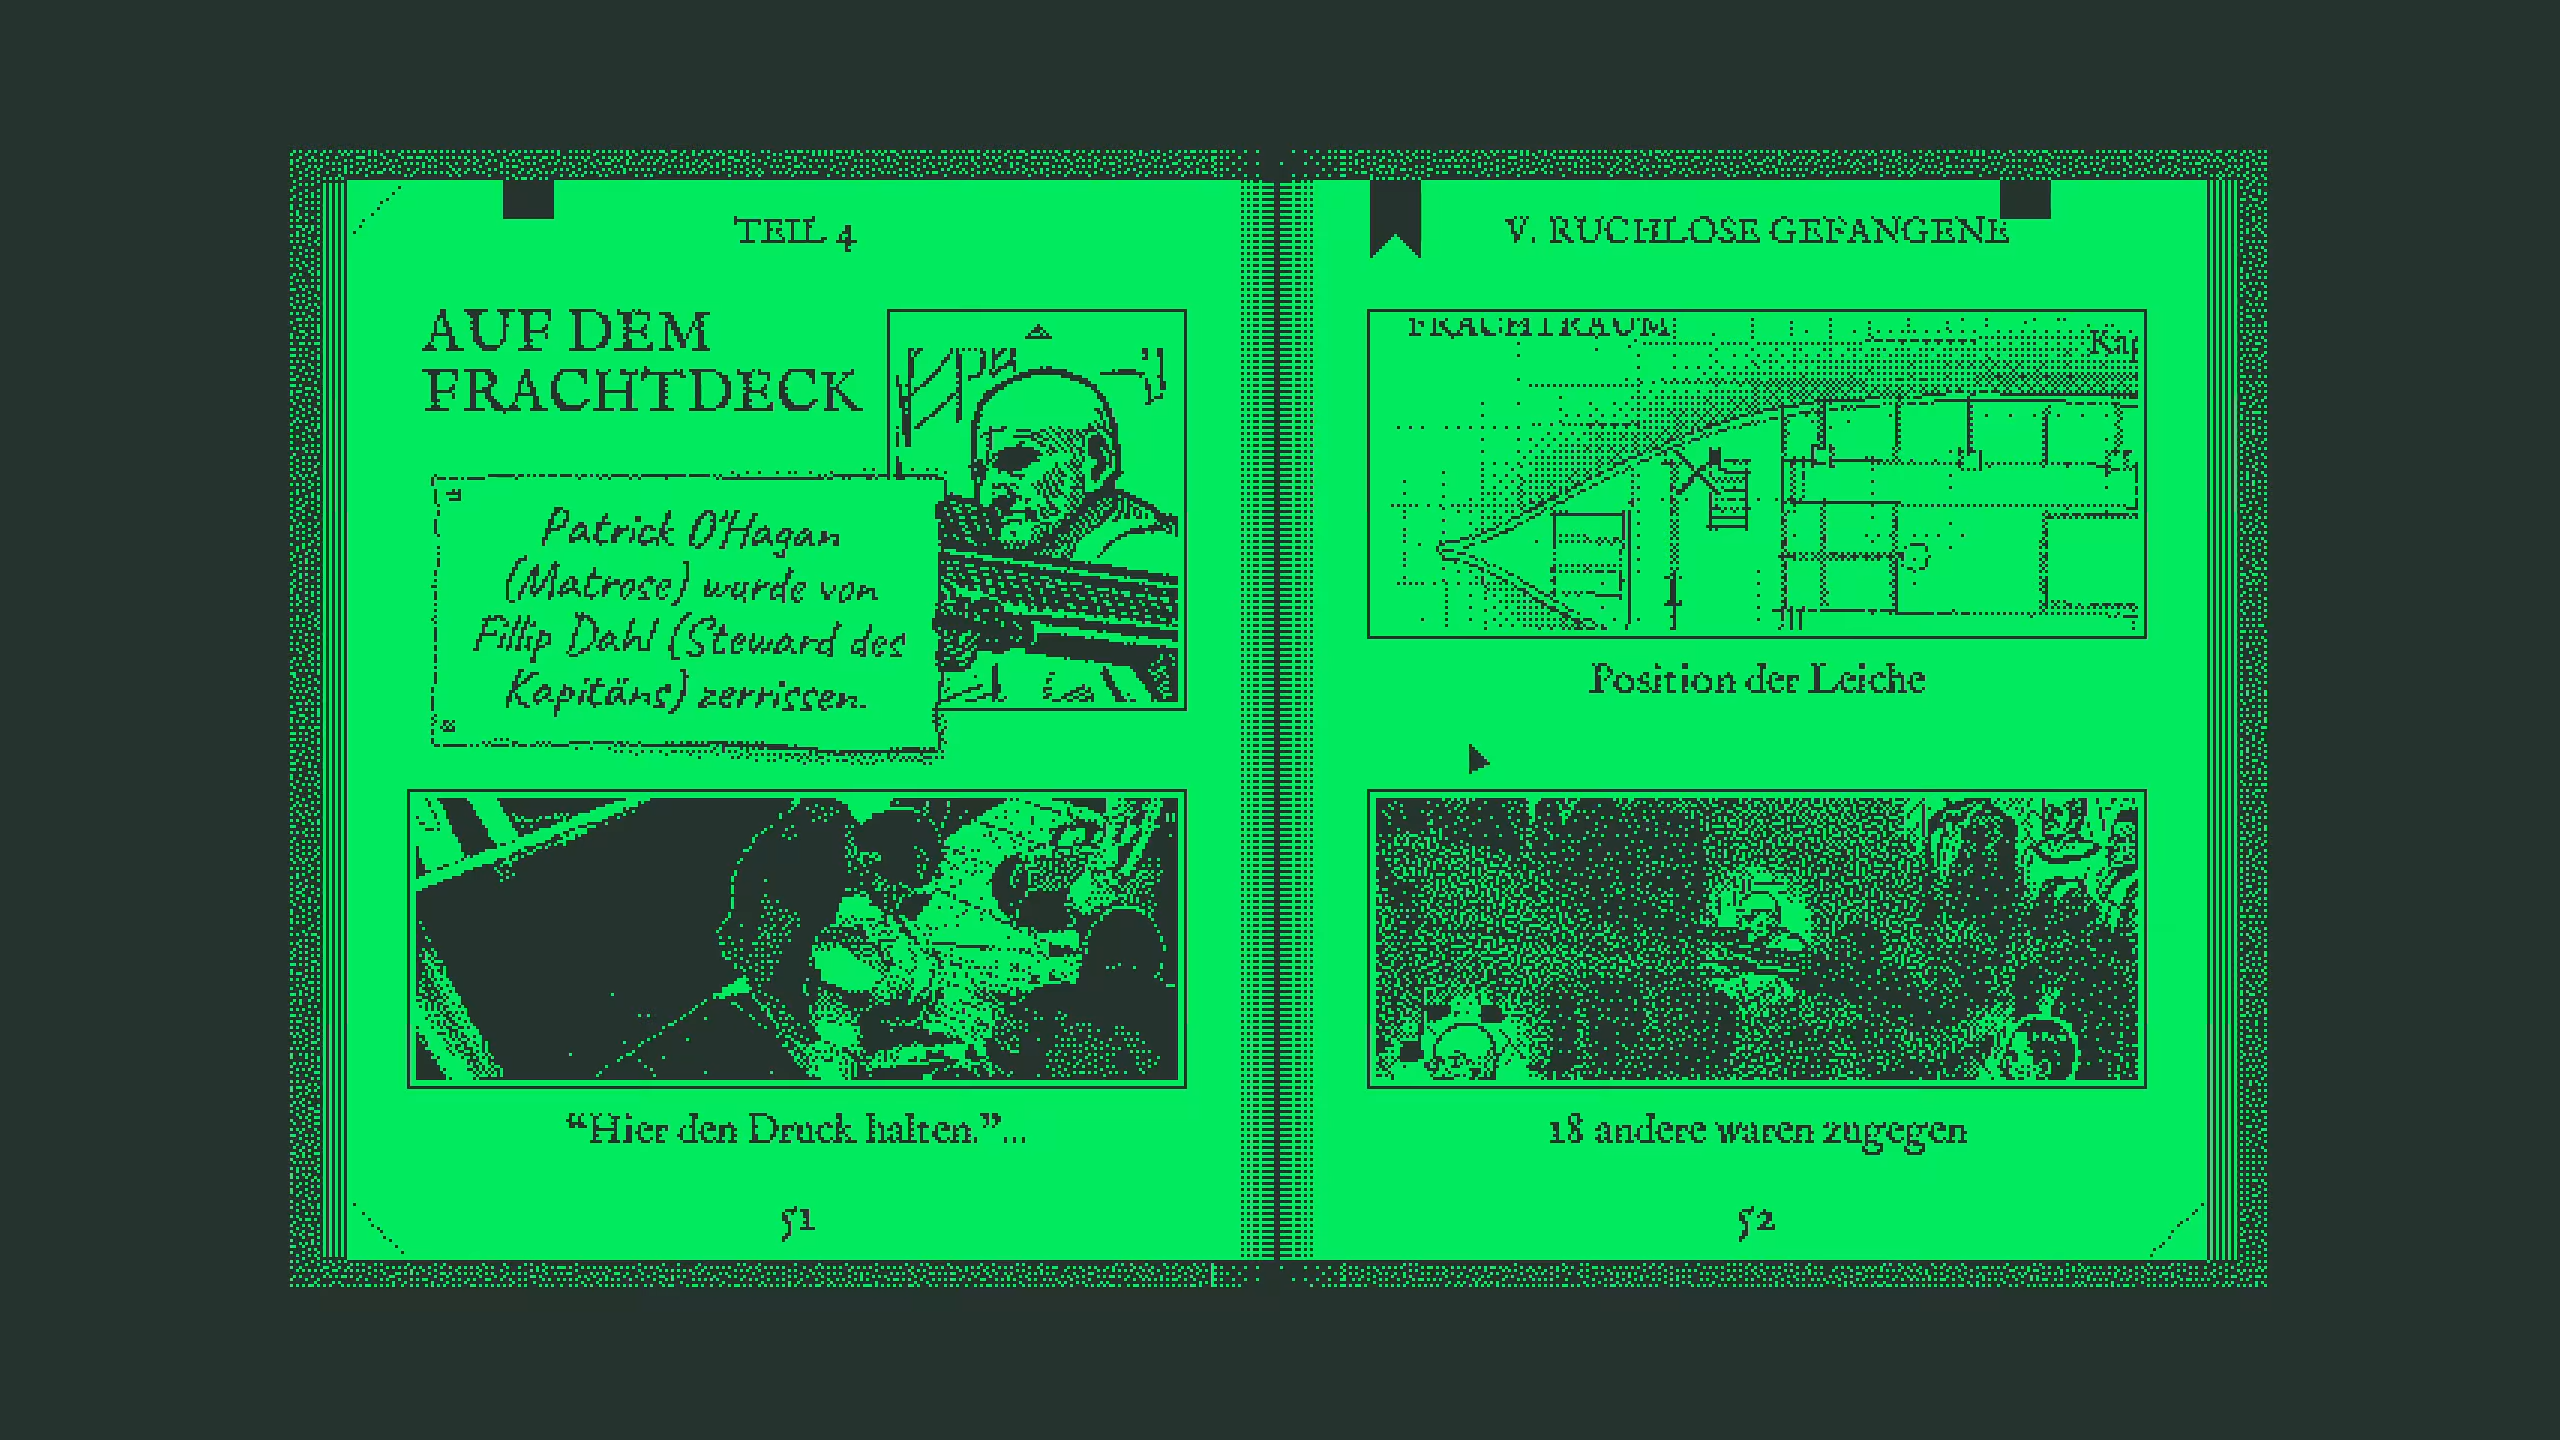 TEIL 4
AUF DEM
FRACHTDECK
Patrick O'Hagan
(Matrose) wurde von
Fillip Dahl (Steward des
Kapitäns) zerrissen.
“Hier den Druck halten.”...
51
V. RUCHLOSE GEFANGENE
FRACHTRAUM
Position der Leiche
18 andere waren zugegen
52